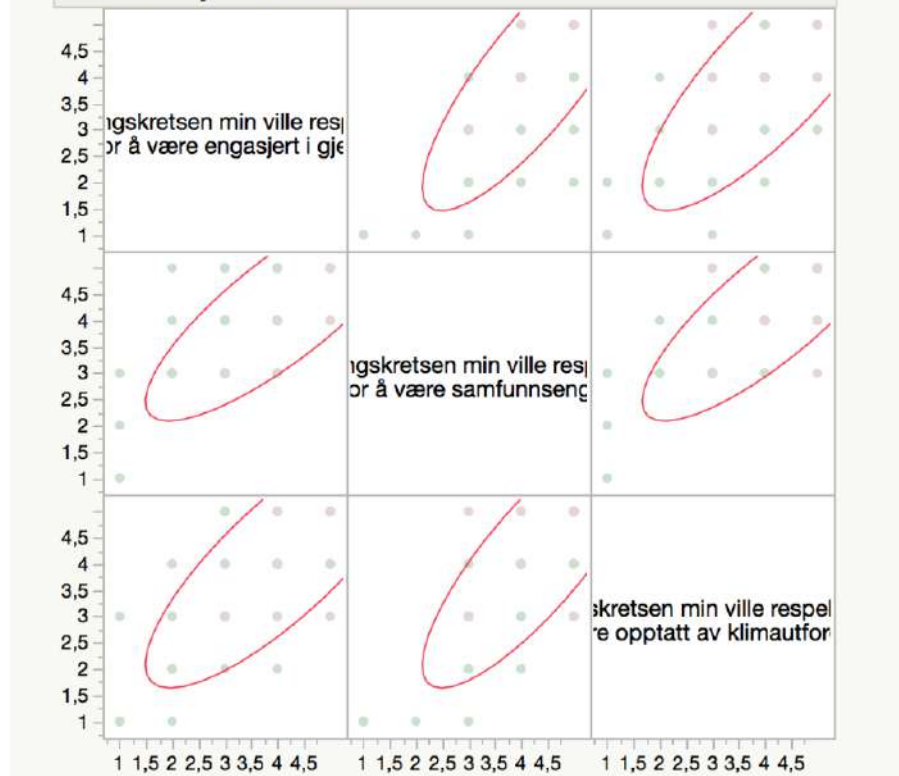 4,5
4
3,5
3
2,5
2
1,5
1
ngskretsen min ville resp
or å være engasjert i gje
4,5
4
3,5
3
2,5
2
1,5
1
ngskretsen min ville resp
or å være samfunnseng
4,5
4
3,5
3
2,5
2
1,5
1
skretsen min ville respe
re opptatt av klimautfor
1 1,5 2 2,5 3 3,5 4 4,5
1 1,5 2 2,5 3 3,5 4 4,5
1 1,5 2 2,5 3 3,5 4 4,5